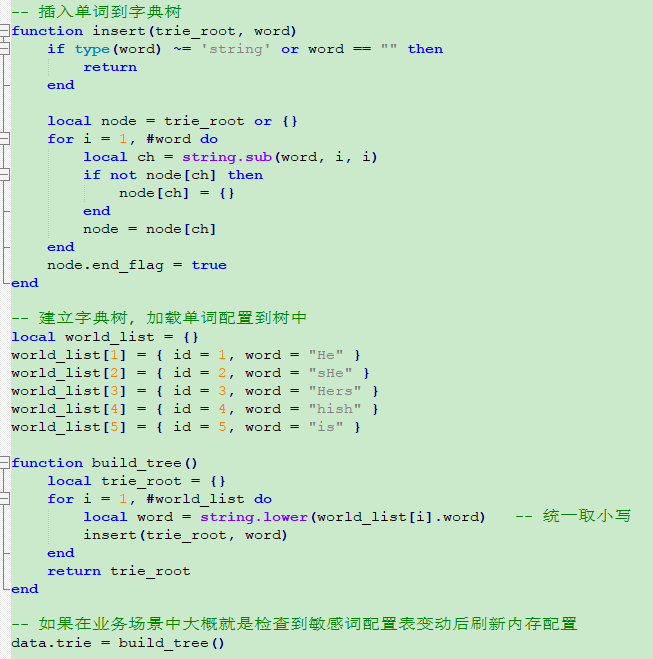 -- 插入单词到字典树
function insert(trie_root, word)
    if type(word) ~= 'string' or word == "" then
        return
    end

    local node = trie_root or {}
    for i = 1, #word do
        local ch = string.sub(word, i, i)
        if not node[ch] then
            node[ch] = {}
        end
        node = node[ch]
    end
    node.end_flag = true
end

-- 建立字典树, 加载单词配置到树中
local world_list = {}
world_list[1] = { id = 1, word = "He" }
world_list[2] = { id = 2, word = "sHe" }
world_list[3] = { id = 3, word = "Hers" }
world_list[4] = { id = 4, word = "hish" }
world_list[5] = { id = 5, word = "is" }

function build_tree()
    local trie_root = {}
    for i = 1, #world_list do
        local word = string.lower(world_list[i].word)   -- 统一取小写
        insert(trie_root, word)
    end
    return trie_root
end

-- 如果在业务场景中大概就是检查到敏感词配置表变动后刷新内存配置
data.trie = build_tree()